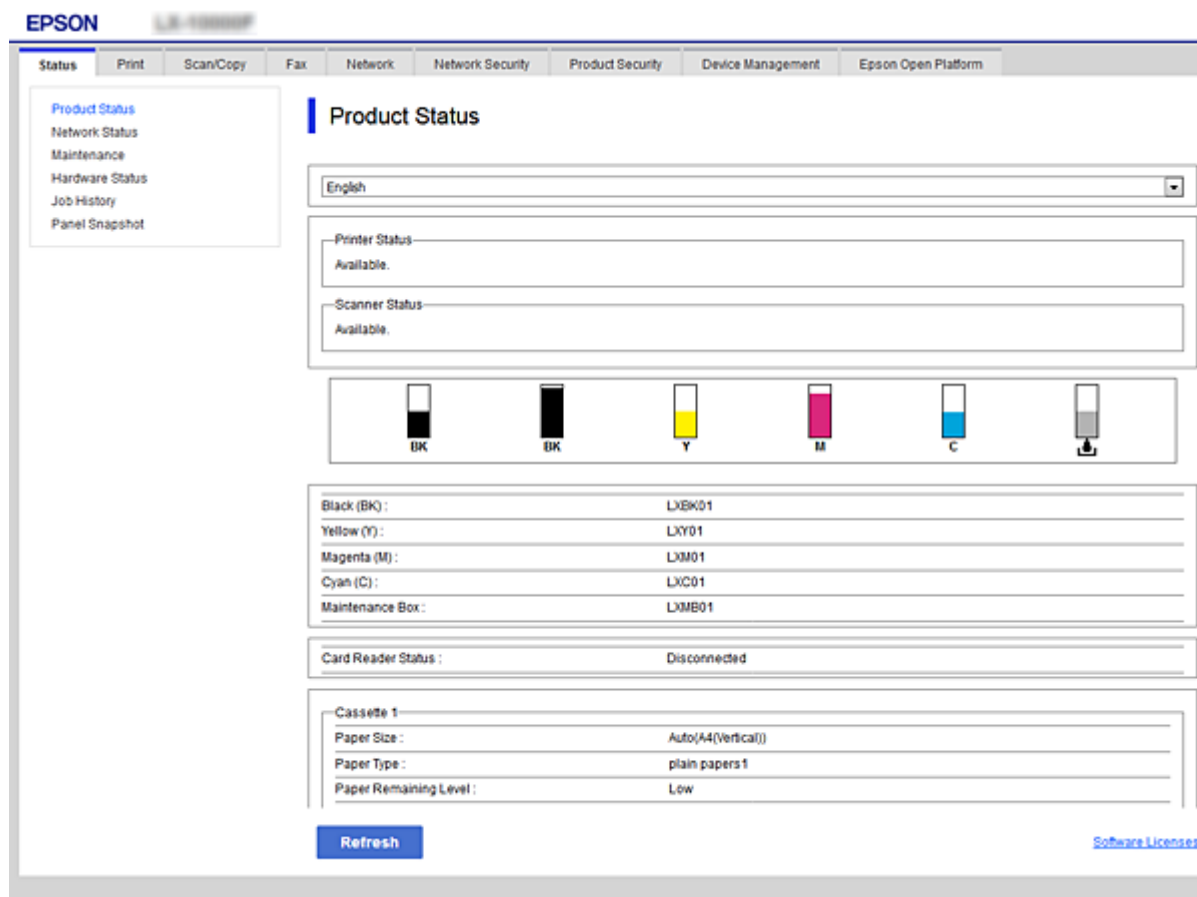 EPSON
Status Print Scan/Copy Fax Network Network Security Product Security Device Management Epson Open Platform
Product Status
Network Status
Maintenance
Hardware Status
Job History
Panel Snapshot
Product Status
English
Printer Status
Available.
Scanner Status
Available.
BK BK Y M C
Black (BK) : LXBK01
Yellow (Y) : LXY01
Magenta (M) : LXM01
Cyan (C) : LXC01
Maintenance Box : LXMB01
Card Reader Status : Disconnected
Cassette 1
Paper Size : Auto(A4(Vertical))
Paper Type : plain papers1
Paper Remaining Level : Low
Refresh
Software Licenses